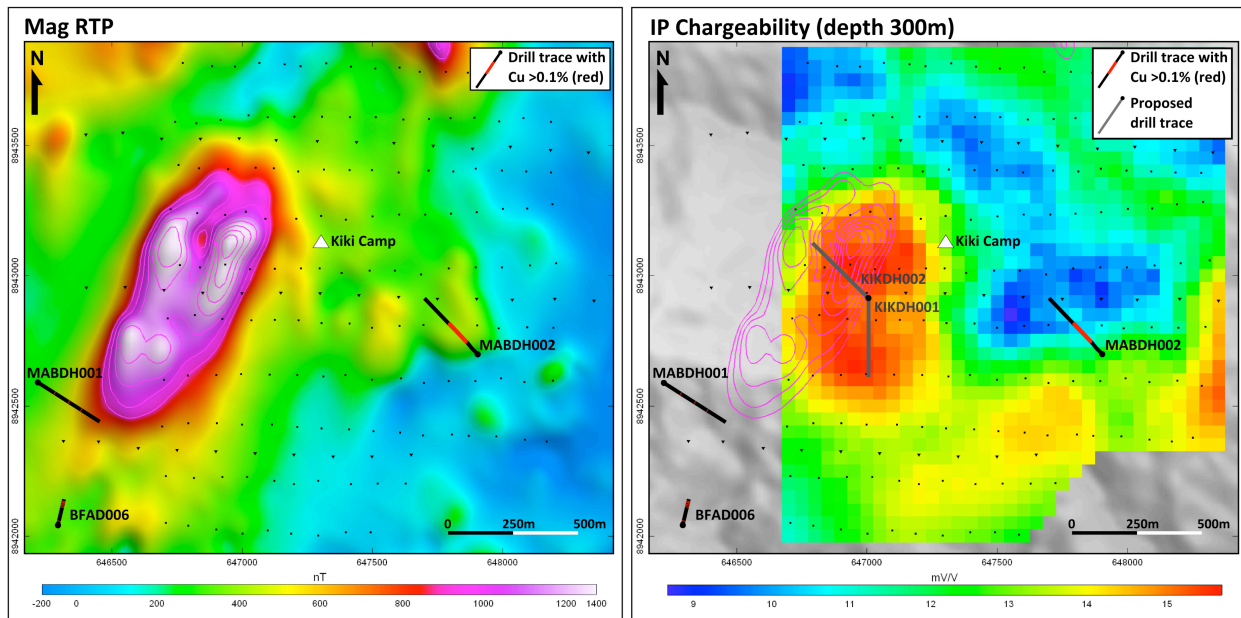 Mag RTP
N
Drill trace with
Cu >0.1% (red)
8943500
8943000
8942500
8942000
Kiki Camp
MABDH002
MABDH001
BFAD006
0 250m 500m
646500 647000 647500 648000
nT
-200 0 200 400 600 800 1000 1200 1400
IP Chargeability (depth 300m)
N
Drill trace with
Cu >0.1% (red)
Proposed
drill trace
8943500
8943000
8942500
8942000
Kiki Camp
KIKDH002
KIKDH001
MABDH002
MABDH001
BFAD006
0 250m 500m
646500 647000 647500 648000
mV/V
9 10 11 12 13 14 15